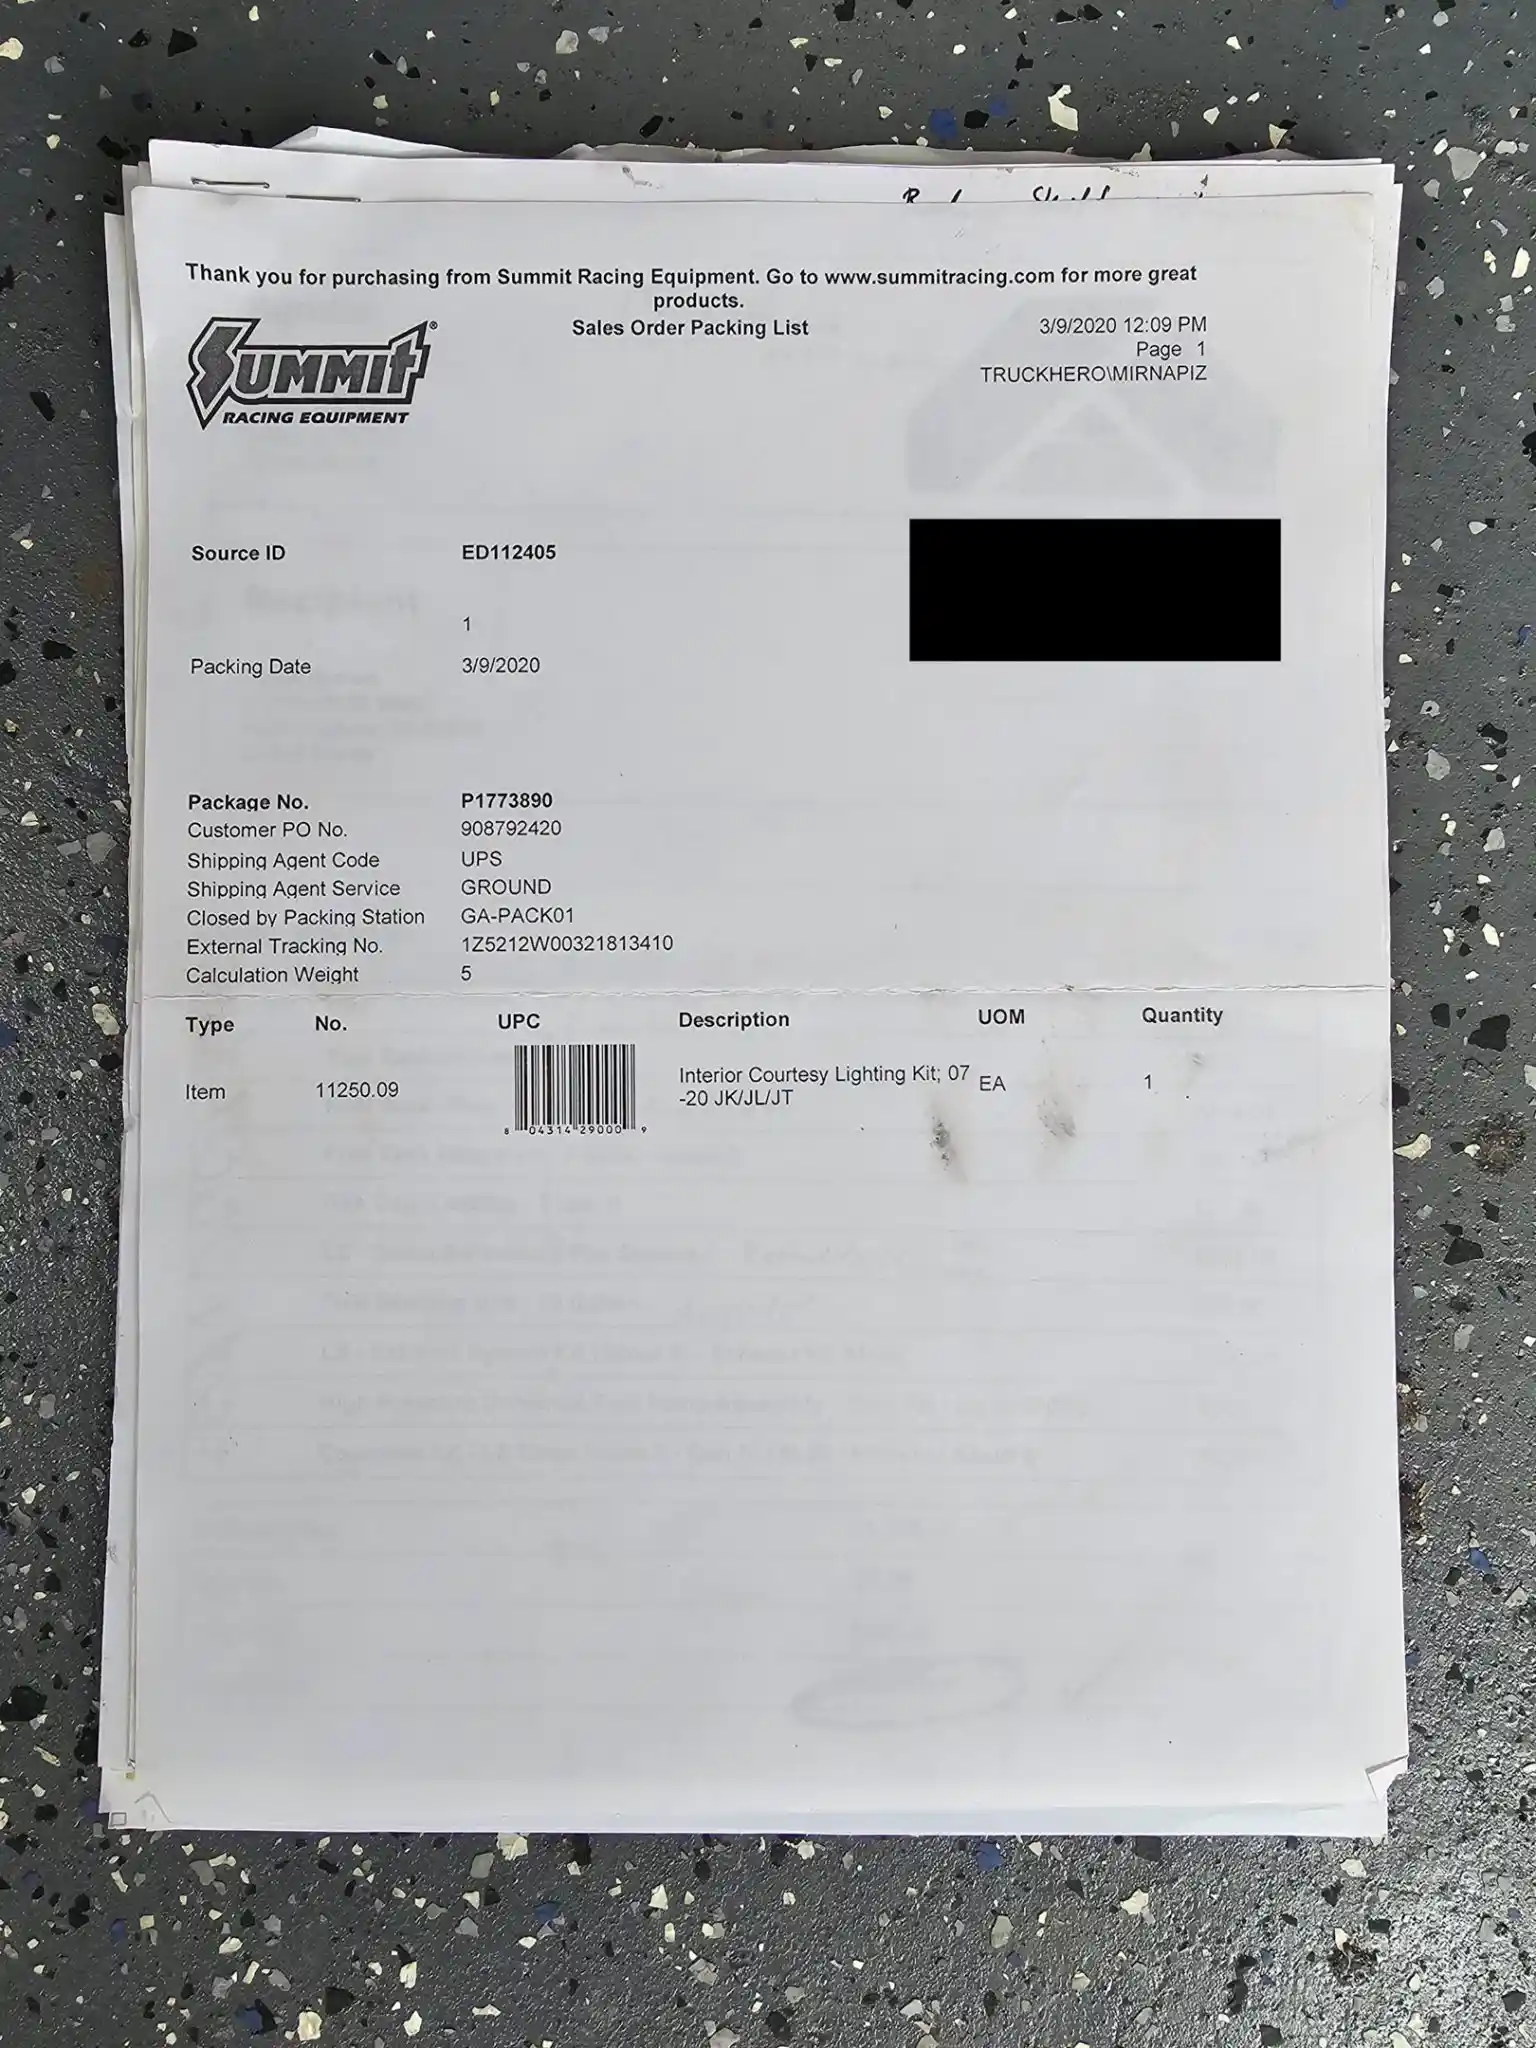 Thank you for purchasing from Summit Racing Equipment. Go to www.summitracing.com for more great
products.
Sales Order Packing List
3/9/2020 12:09 PM
Page 1
TRUCKHERO\MIRNAPIZ
SUMMIT®
RACING EQUIPMENT
Source ID ED112405
1
Packing Date 3/9/2020
Package No. P1773890
Customer PO No. 908792420
Shipping Agent Code UPS
Shipping Agent Service GROUND
Closed by Packing Station GA-PACK01
External Tracking No. 1Z5212W00321813410
Calculation Weight 5
Type No. UPC Description UOM Quantity
Item 11250.09 Interior Courtesy Lighting Kit; 07 EA 1
-20 JK/JL/JT
8 04314 29000 9